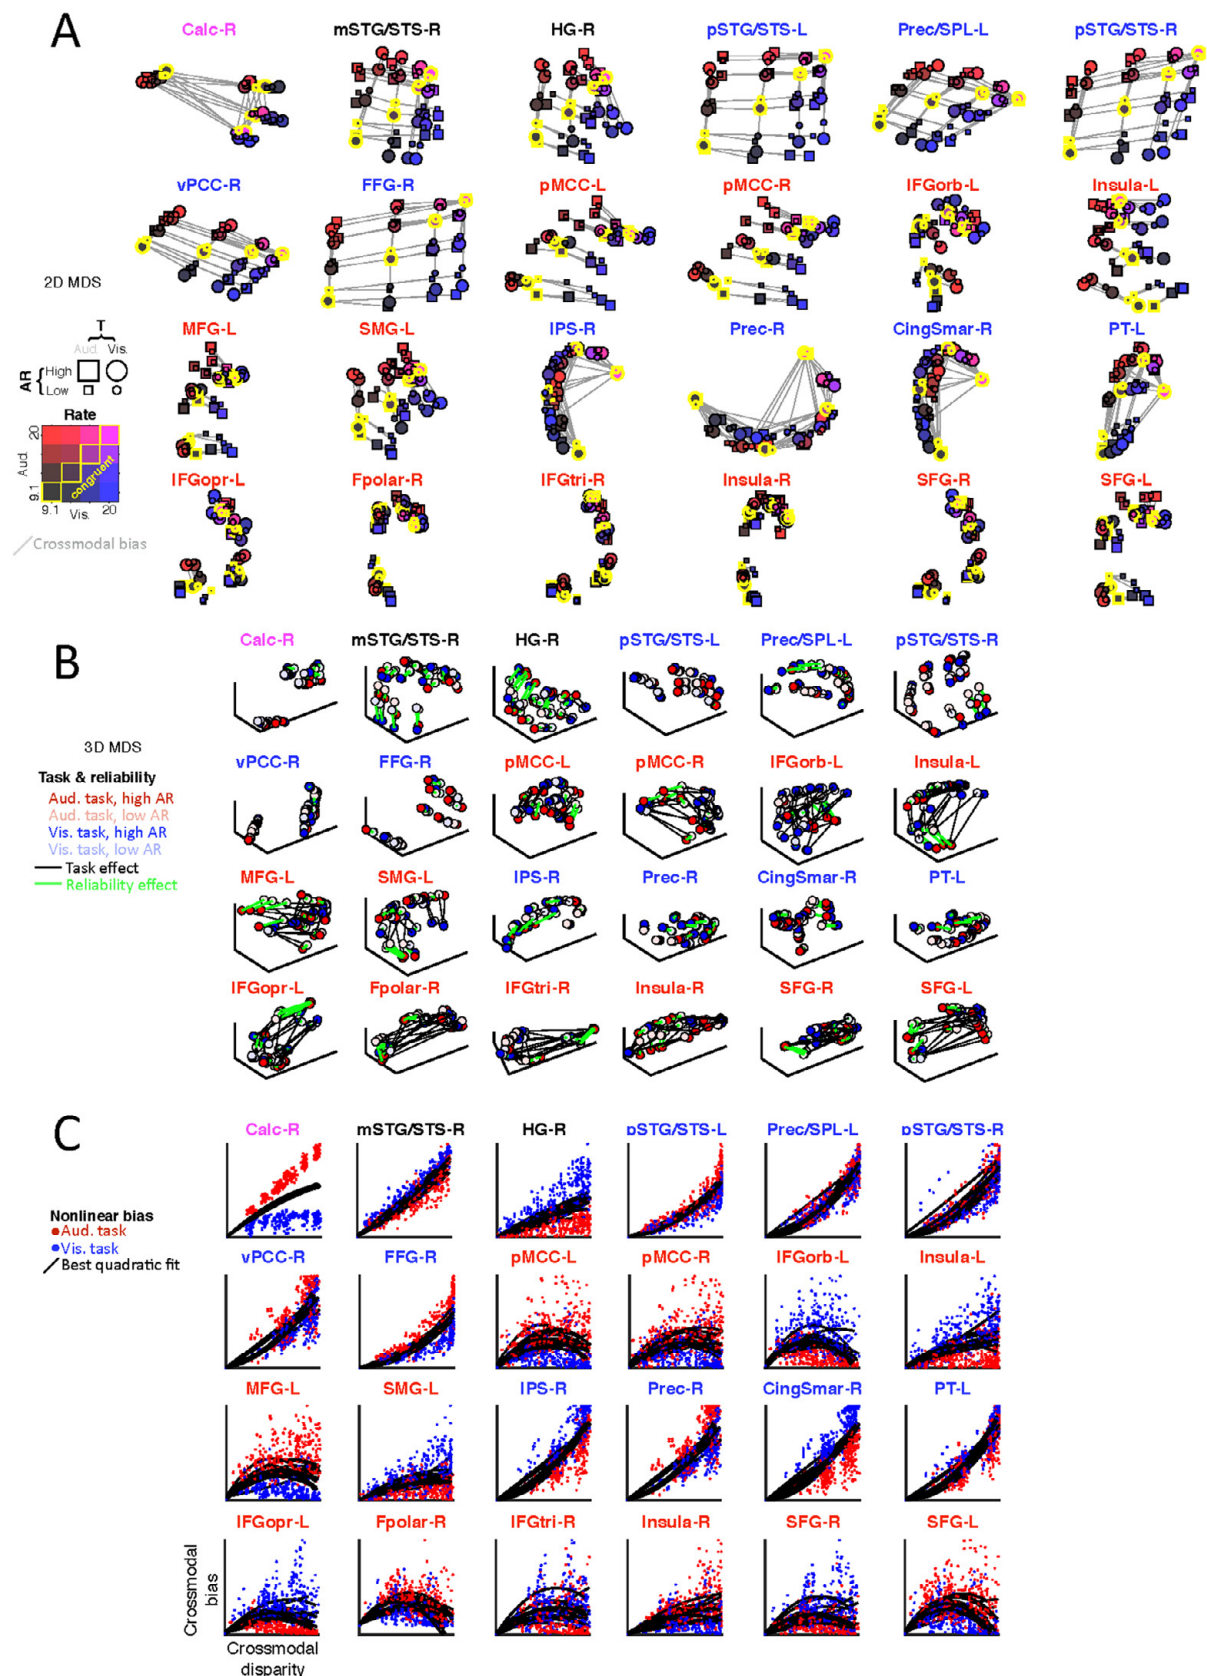 A
Calc-R mSTG/STS-R HG-R pSTG/STS-L Prec/SPL-L pSTG/STS-R
vPCC-R FFG-R pMCC-L pMCC-R IFGorb-L Insula-L
2D MDS
MFG-L SMG-L IPS-R Prec-R CingSmar-R PT-L
T
Aud. Vis.
AR High
Low
Rate
20
Aud.
9.1
congruent
9.1 20
Vis.
IFGopr-L Fpolar-R IFGtri-R Insula-R SFG-R SFG-L
Crossmodal bias
B
Calc-R mSTG/STS-R HG-R pSTG/STS-L Prec/SPL-L pSTG/STS-R
3D MDS
vPCC-R FFG-R pMCC-L pMCC-R IFGorb-L Insula-L
Task & reliability
Aud. task, high AR
Aud. task, low AR
Vis. task, high AR
Vis. task, low AR
Task effect
Reliability effect
MFG-L SMG-L IPS-R Prec-R CingSmar-R PT-L
IFGopr-L Fpolar-R IFGtri-R Insula-R SFG-R SFG-L
C
Calc-R mSTG/STS-R HG-R pSTG/STS-L Prec/SPL-L pSTG/STS-R
Nonlinear bias
Aud. task
Vis. task
Best quadratic fit
vPCC-R FFG-R pMCC-L pMCC-R IFGorb-L Insula-L
MFG-L SMG-L IPS-R Prec-R CingSmar-R PT-L
IFGopr-L Fpolar-R IFGtri-R Insula-R SFG-R SFG-L
Crossmodal
bias
Crossmodal
disparity